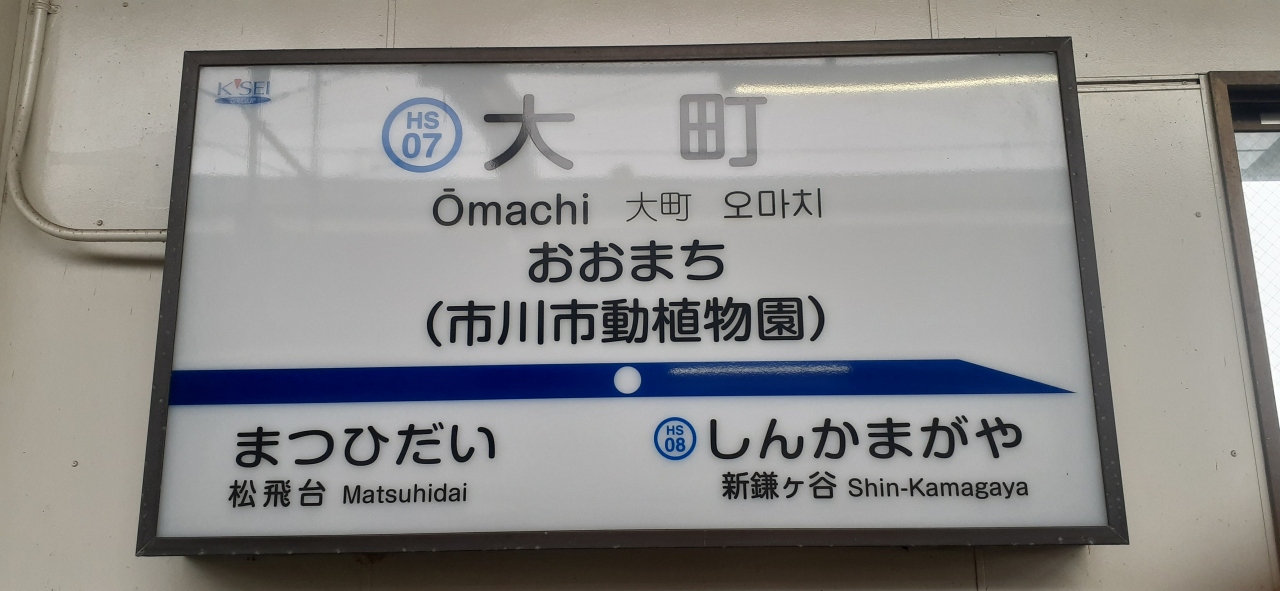 K'SEI
GROUP
HS
07
大町
Ōmachi 大町 오마치
おおまち
(市川市動植物園)
まつひだい
松飛台 Matsuhidai
HS
08
しんかまがや
新鎌ヶ谷 Shin-Kamagaya